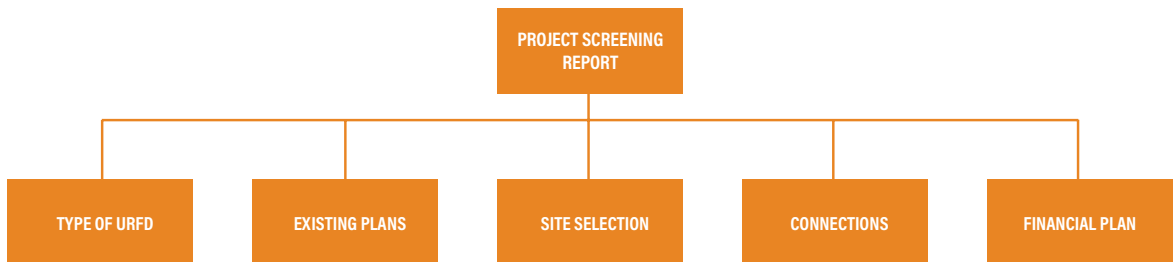 PROJECT SCREENING
REPORT
TYPE OF URFD
EXISTING PLANS
SITE SELECTION
CONNECTIONS
FINANCIAL PLAN